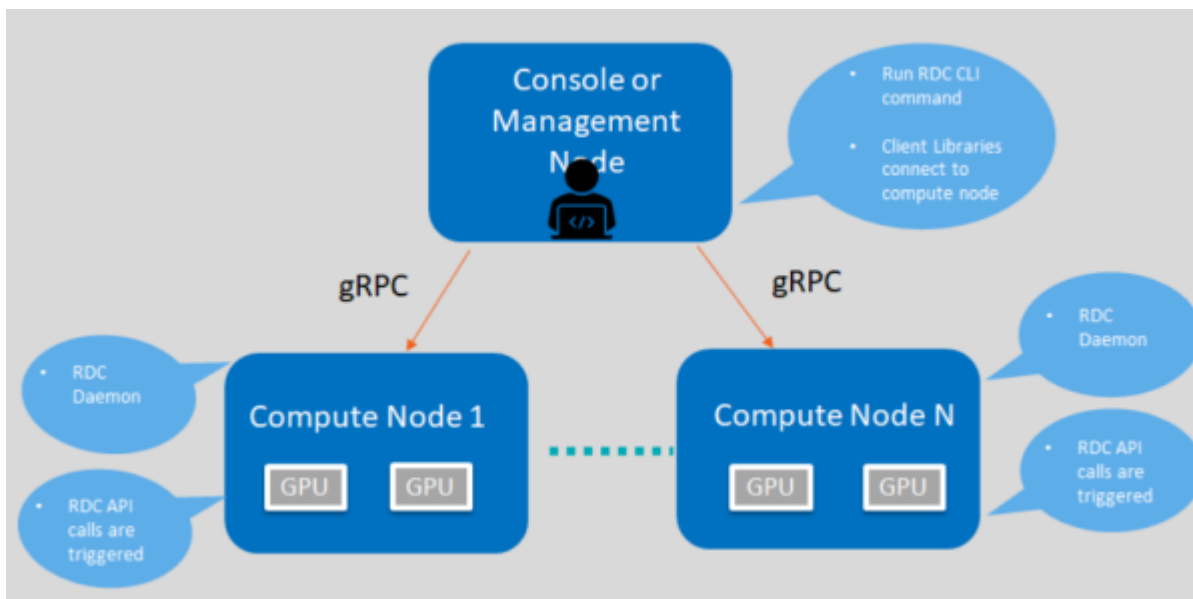 Console or
Management
Node
</>
• Run RDC CLI
command
• Client Libraries
connect to
compute node
gRPC
gRPC
• RDC
Daemon
Compute Node 1
GPU GPU
• RDC API
calls are
triggered
• RDC
Daemon
Compute Node N
GPU GPU
• RDC API
calls are
triggered